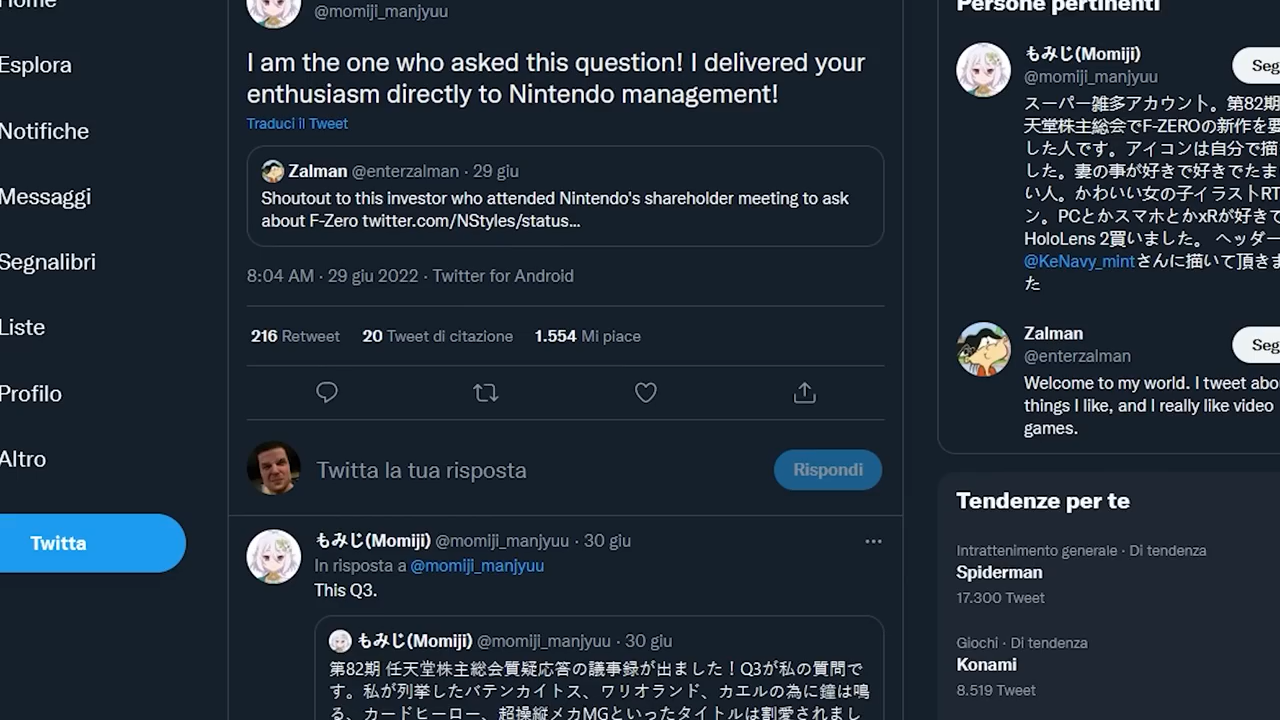 Home
Esplora
Notifiche
Messaggi
Segnalibri
Liste
Profilo
Altro
Twitta
@momiji_manjyuu
I am the one who asked this question! I delivered your
enthusiasm directly to Nintendo management!
Traduci il Tweet
Zalman @enterzalman · 29 giu
Shoutout to this investor who attended Nintendo's shareholder meeting to ask
about F-Zero twitter.com/NStyles/status...
8:04 AM · 29 giu 2022 · Twitter for Android
216 Retweet 20 Tweet di citazione 1.554 Mi piace
Twitta la tua risposta
Rispondi
もみじ(Momiji) @momiji_manjyuu · 30 giu
In risposta a @momiji_manjyuu
This Q3.
もみじ(Momiji) @momiji_manjyuu · 30 giu
第82期 任天堂株主総会質疑応答の議事録が出ました！Q3が私の質問で
す。私が列挙したバテンカイトス、ワリオランド、カエルの為に鐘は鳴
る、カードヒーロー、超操縦メカMGといったタイトルは割愛されまし
Persone pertinenti
もみじ(Momiji)
@momiji_manjyuu
Seg
スーパー雑多アカウント。第82期
天堂株主総会でF-ZEROの新作を要
した人です。アイコンは自分で描
した。妻の事が好きで好きでたま
い人。かわいい女の子イラストRT
ン。PCとかスマホとかxRが好きで
HoloLens 2買いました。 ヘッダー
@KeNavy_mintさんに描いて頂きま
た
Zalman
@enterzalman
Seg
Welcome to my world. I tweet abou
things I like, and I really like video
games.
Tendenze per te
Intrattenimento generale · Di tendenza
Spiderman
17.300 Tweet
Giochi · Di tendenza
Konami
8.519 Tweet